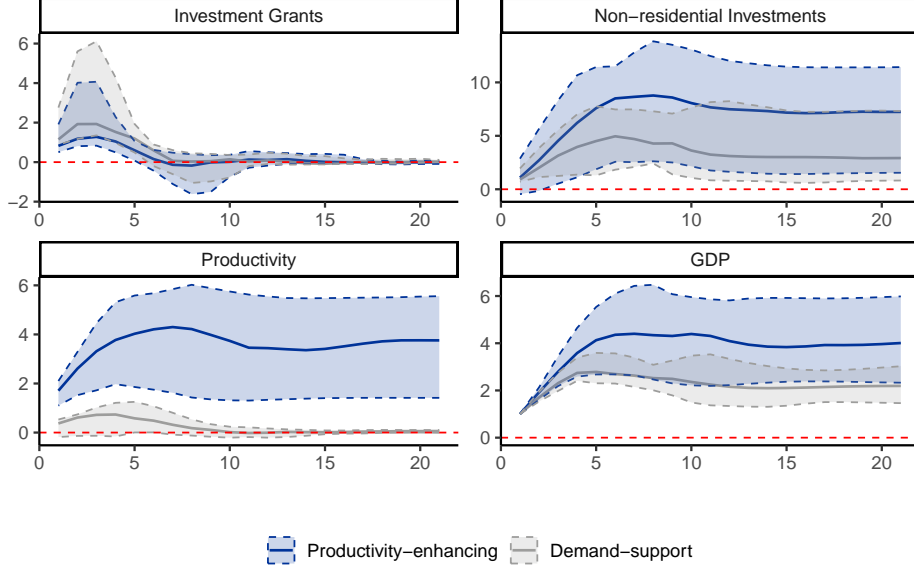 Investment Grants
Non−residential Investments
6
4
2
0
−2
0 5 10 15 20
10
5
0
0 5 10 15 20
Productivity
GDP
6
4
2
0
0 5 10 15 20
6
4
2
0
0 5 10 15 20
Productivity−enhancing Demand−support